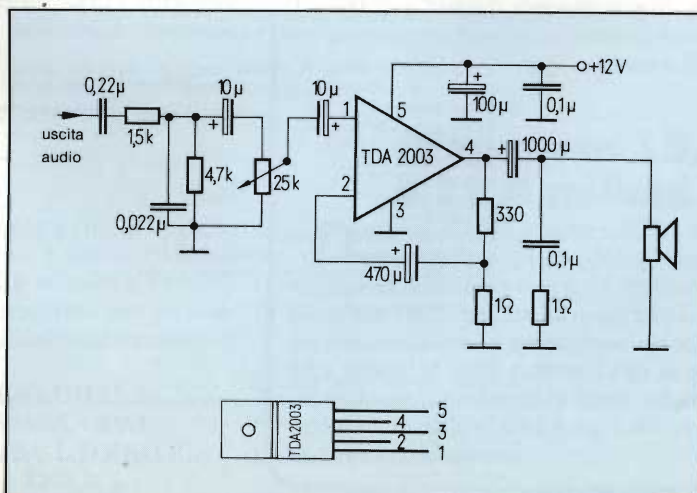 0,22µ
uscita
audio
1,5k
0,022µ
10µ
4,7k
25k
10µ
1
2
TDA 2003
5
3
4
470µ
+
+
+
+
+
100µ
0,1µ
+12V
1000µ
330
1Ω
0,1µ
1Ω
TDA2003
5
4
3
2
1